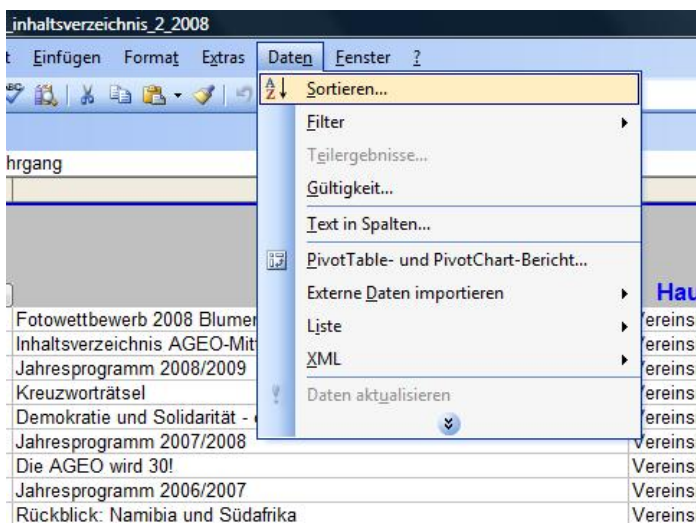 _inhaltsverzeichnis_2_2008
t Einfügen Format Extras Daten Fenster ?
Sortieren...
Filter
Teilergebnisse...
Gültigkeit...
Text in Spalten...
PivotTable- und PivotChart-Bericht...
Externe Daten importieren
Liste
XML
Daten aktualisieren
hrgang
Hau
Fotowettbewerb 2008 Blumen
Vereins
Inhaltsverzeichnis AGEO-Mit
Vereins
Jahresprogramm 2008/2009
Vereins
Kreuzworträtsel
Vereins
Demokratie und Solidarität -
Vereins
Jahresprogramm 2007/2008
Vereins
Die AGEO wird 30!
Vereins
Jahresprogramm 2006/2007
Vereins
Rückblick: Namibia und Südafrika
Vereins